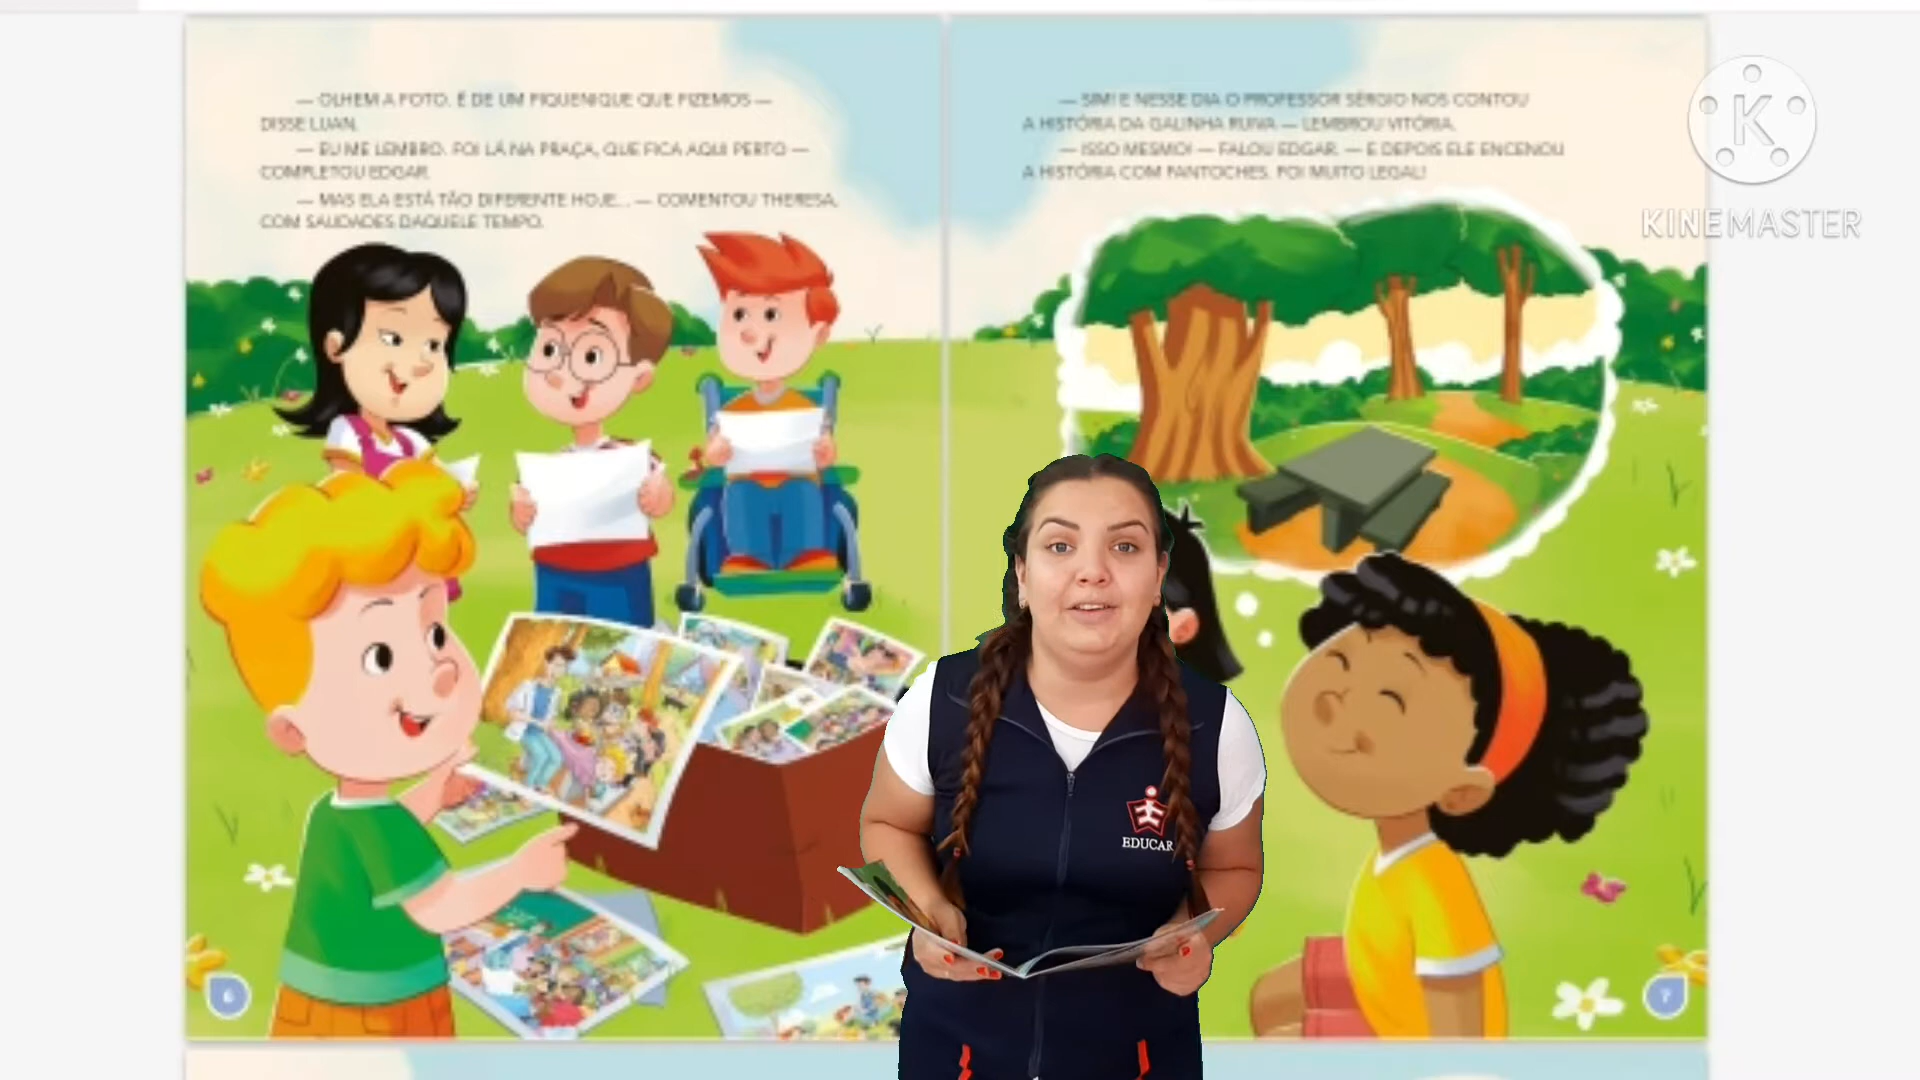 — OLHEM A FOTO. É DE UM PIQUENIQUE QUE FIZEMOS —
DISSE LUAN.
— EU ME LEMBRO. FOI LÁ NA PRAÇA, QUE FICA AQUI PERTO —
COMPLETOU EDGAR.
— MAS ELA ESTÁ TÃO DIFERENTE HOJE... — COMENTOU THERESA,
COM SAUDADES DAQUELE TEMPO.
— SIM! E NESSE DIA O PROFESSOR SÉRGIO NOS CONTOU
A HISTÓRIA DA GALINHA RUIVA — LEMBROU VITÓRIA.
— ISSO MESMO! — FALOU EDGAR. — E DEPOIS ELE ENCENOU
A HISTÓRIA COM FANTOCHES. FOI MUITO LEGAL!
K
KINEMASTER
EDUCAR
6
7